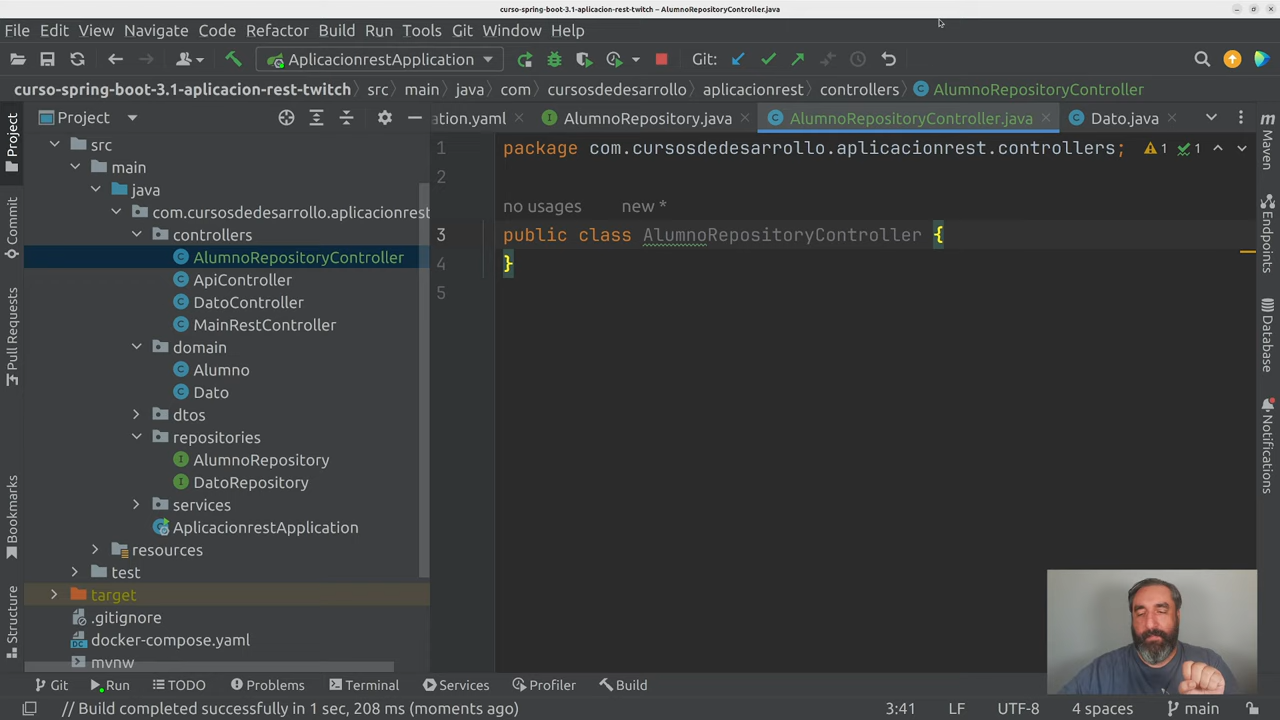 curso-spring-boot-3.1-aplicacion-rest-twitch – AlumnoRepositoryController.java
File Edit View Navigate Code Refactor Build Run Tools Git Window Help
AplicacionrestApplication Git:
curso-spring-boot-3.1-aplicacion-rest-twitch src main java com cursosdedesarrollo aplicacionrest controllers AlumnoRepositoryController
Project ation.yaml AlumnoRepository.java AlumnoRepositoryController.java Dato.java
Project
Commit
Pull Requests
Bookmarks
Structure
src
main
java
com.cursosdedesarrollo.aplicacionrest
controllers
AlumnoRepositoryController
ApiController
DatoController
MainRestController
domain
Alumno
Dato
dtos
repositories
AlumnoRepository
DatoRepository
services
AplicacionrestApplication
resources
test
target
.gitignore
docker-compose.yaml
mvnw
1 package com.cursosdedesarrollo.aplicacionrest.controllers; 1 1
2
no usages new *
3 public class AlumnoRepositoryController {
4 }
5
Maven
Endpoints
Database
Notifications
Git Run TODO Problems Terminal Services Profiler Build
// Build completed successfully in 1 sec, 208 ms (moments ago) 3:41 LF UTF-8 4 spaces main